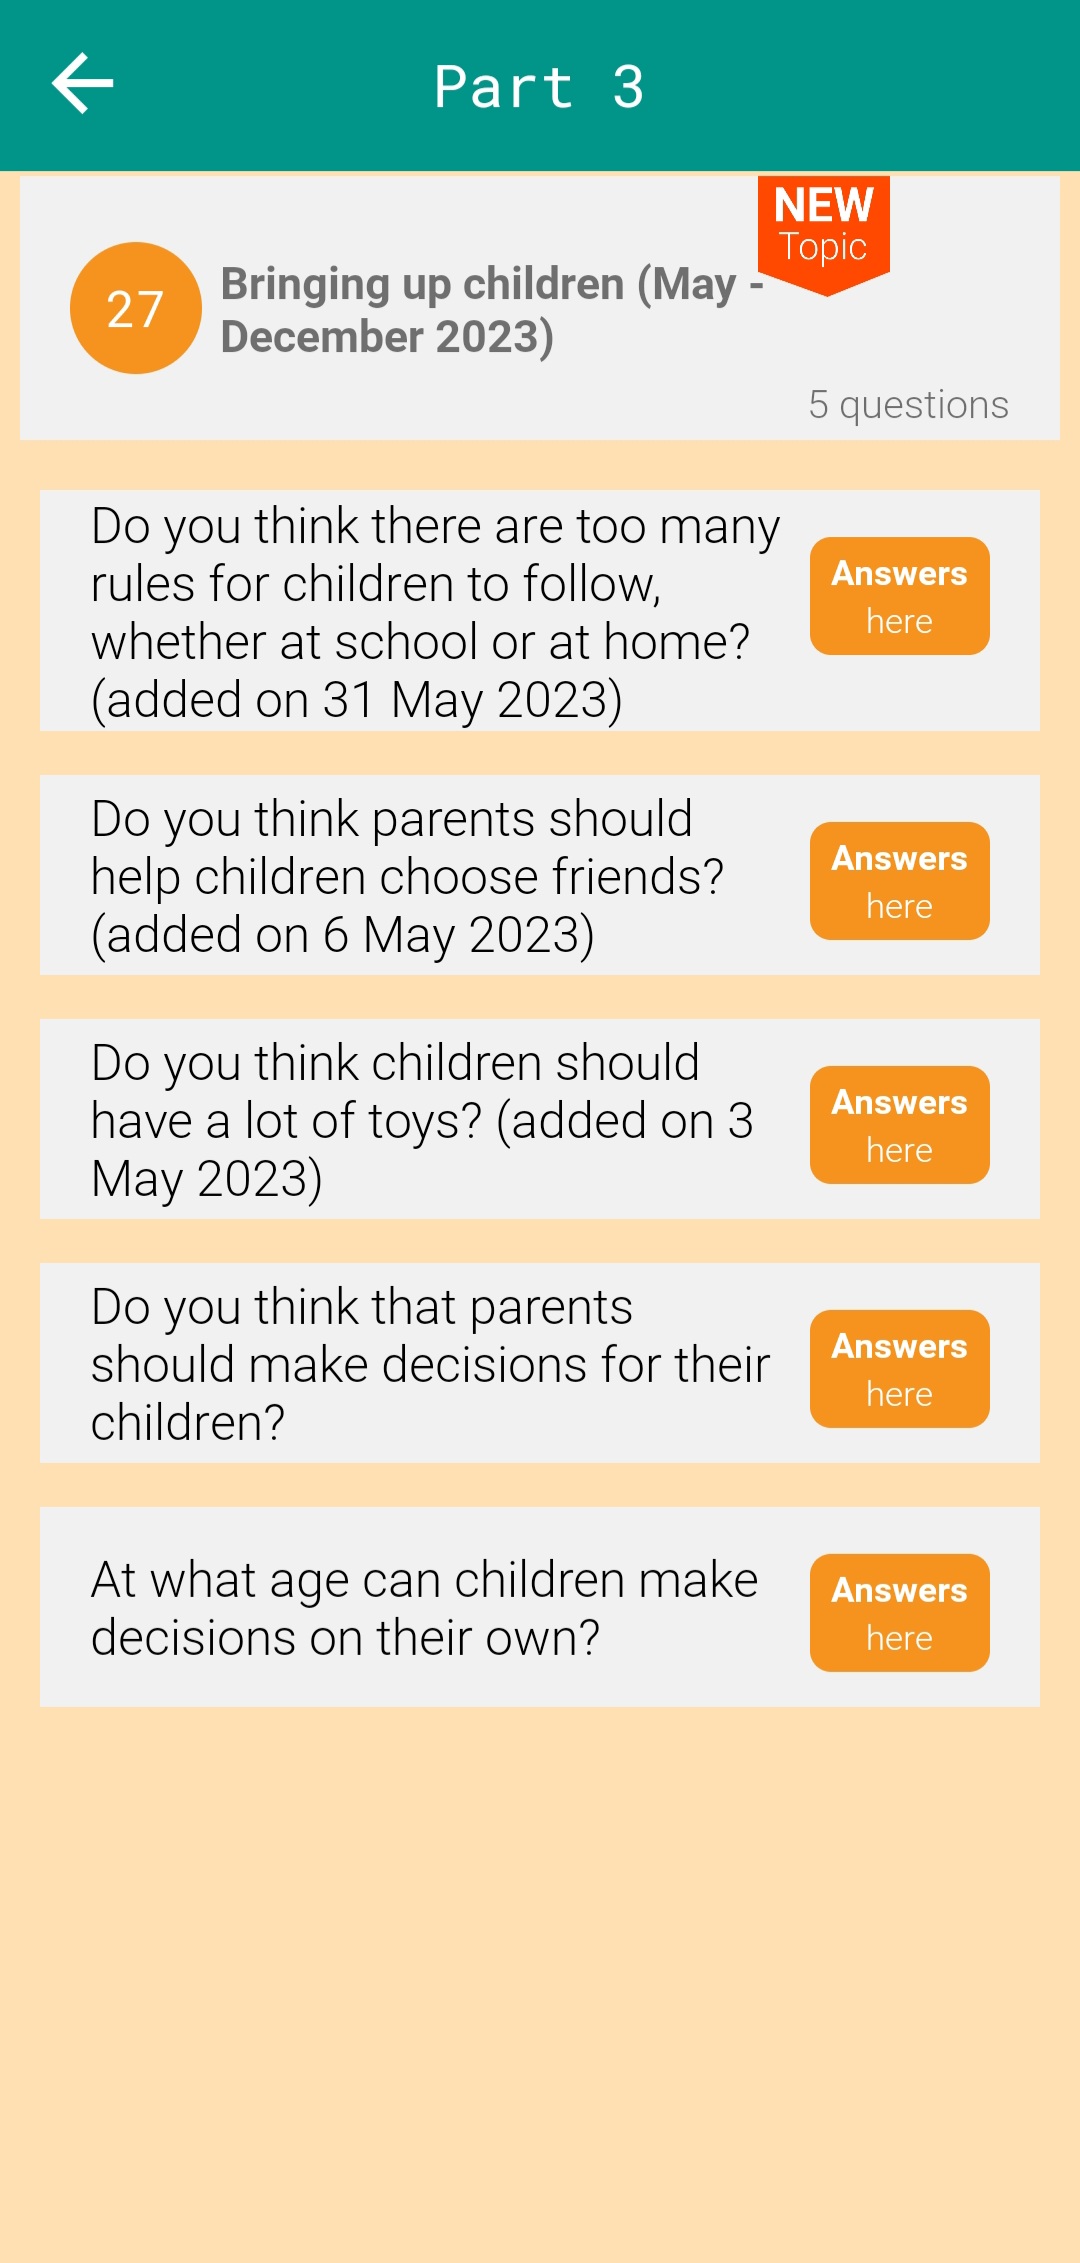 Part 3
NEW
Topic
27
Bringing up children (May -
December 2023)
5 questions
Do you think there are too many
rules for children to follow,
whether at school or at home?
(added on 31 May 2023)
Answers
here
Do you think parents should
help children choose friends?
(added on 6 May 2023)
Answers
here
Do you think children should
have a lot of toys? (added on 3
May 2023)
Answers
here
Do you think that parents
should make decisions for their
children?
Answers
here
At what age can children make
decisions on their own?
Answers
here